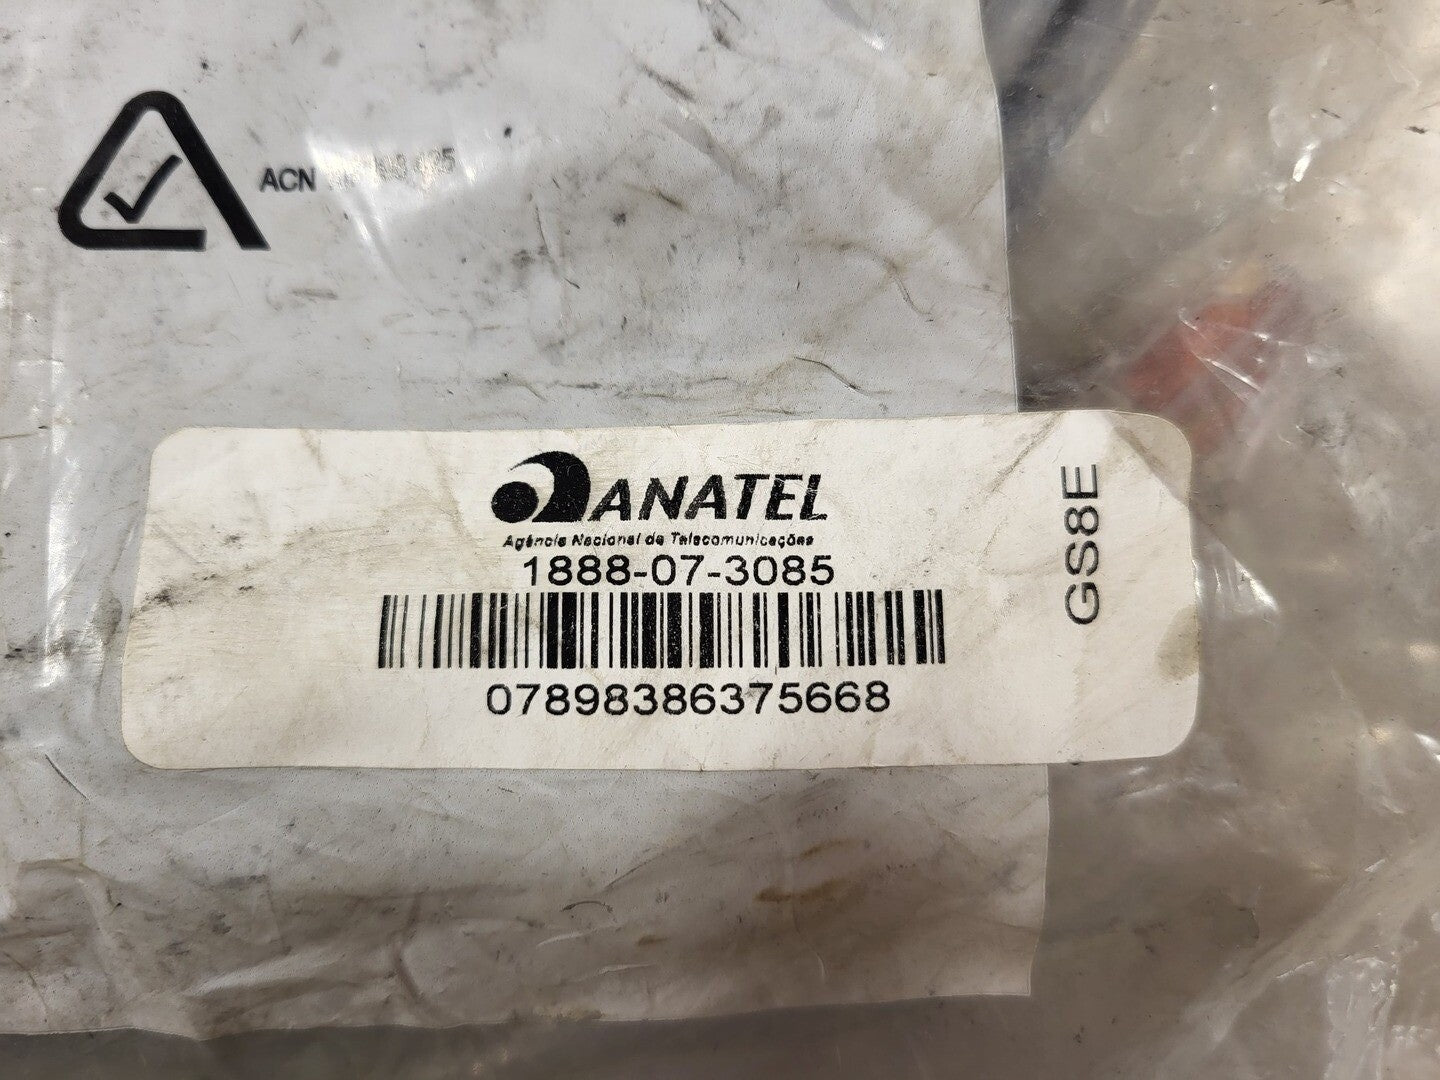 ACN
ANATEL
Agência Nacional de Telecomunicações
1888-07-3085
07898386375668
GS8E